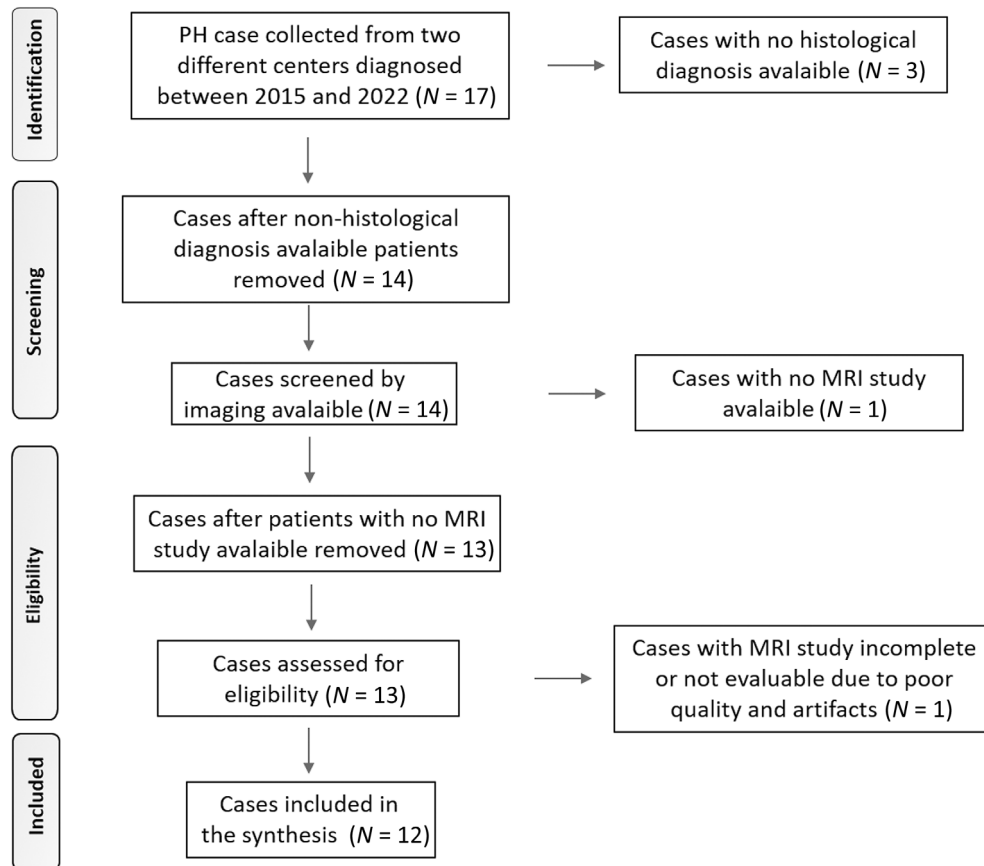 Identification
PH case collected from two
different centers diagnosed
between 2015 and 2022 (N = 17)
Cases with no histological
diagnosis avalaible (N = 3)
Screening
Cases after non-histological
diagnosis avalaible patients
removed (N = 14)
Cases screened by
imaging avalaible (N = 14)
Cases with no MRI study
avalaible (N = 1)
Eligibility
Cases after patients with no MRI
study avalaible removed (N = 13)
Cases assessed for
eligibility (N = 13)
Cases with MRI study incomplete
or not evaluable due to poor
quality and artifacts (N = 1)
Included
Cases included in
the synthesis (N = 12)